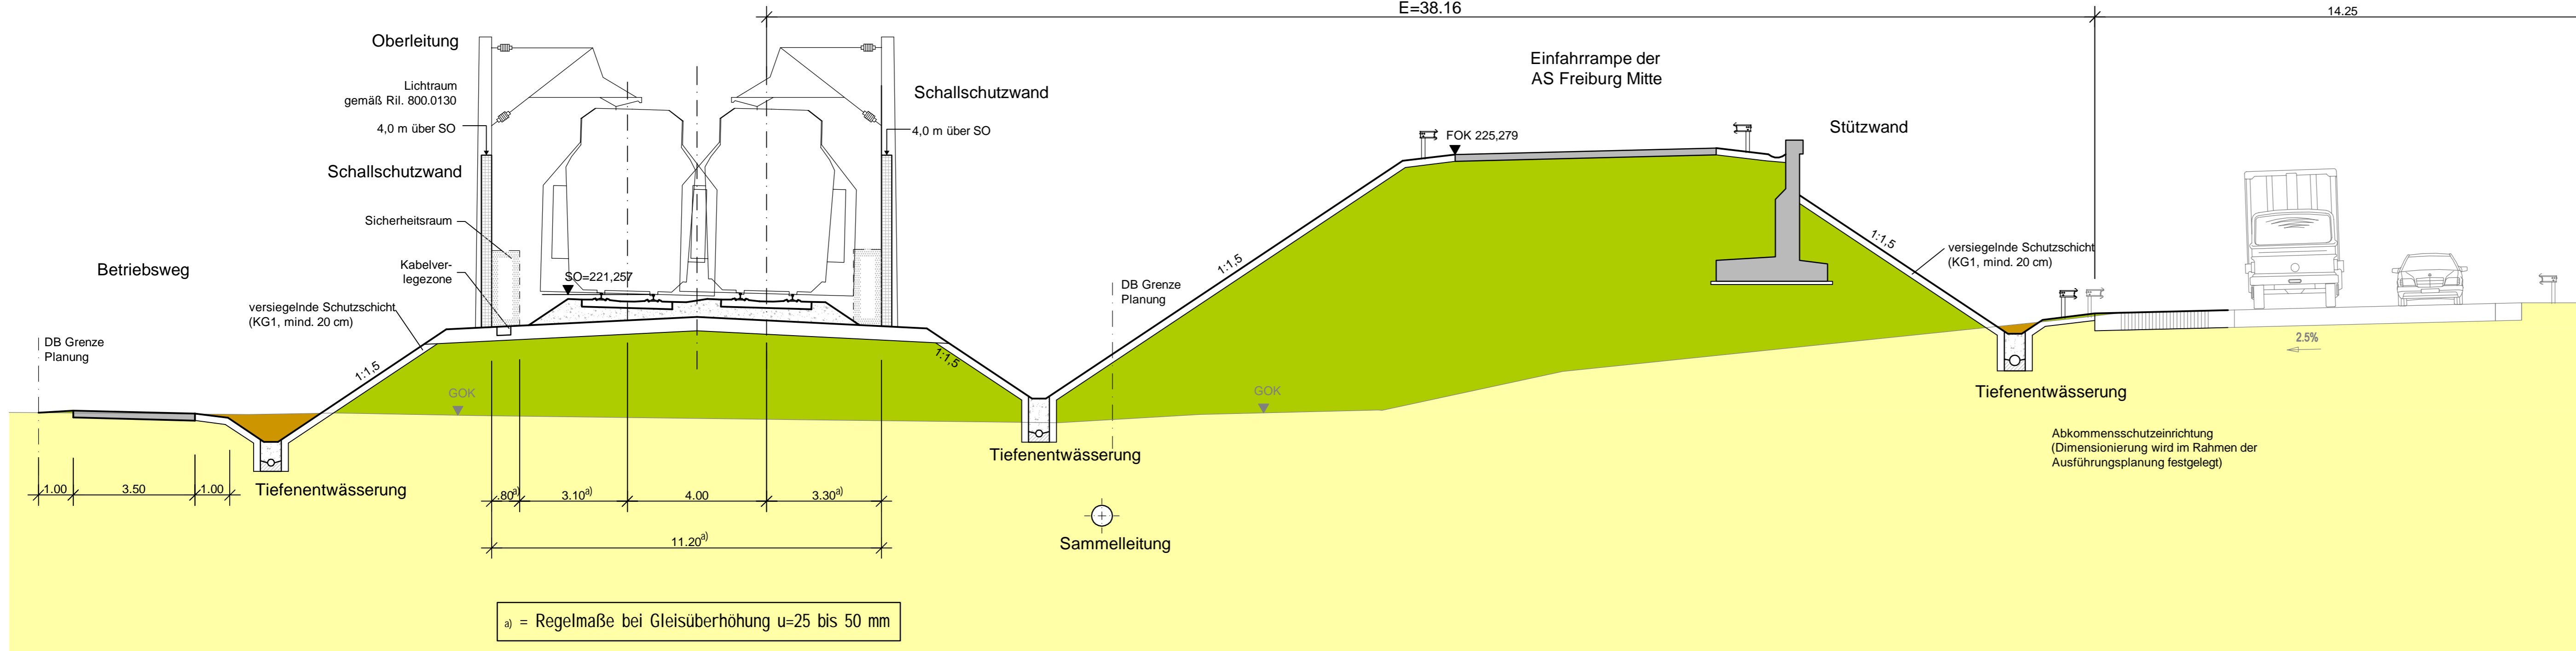 E=38.16
14.25
Oberleitung
Lichtraum
gemäß Ril. 800.0130
4,0 m über SO
Schallschutzwand
Sicherheitsraum
Kabelver-
legezone
Betriebsweg
versiegelnde Schutzschicht
(KG1, mind. 20 cm)
DB Grenze
Planung
1:1,5
GOK
SO=221,257
Schallschutzwand
4,0 m über SO
1:1,5
Einfahrrampe der
AS Freiburg Mitte
FOK 225,279
Stützwand
1:1,5
DB Grenze
Planung
GOK
1:1,5
versiegelnde Schutzschicht
(KG1, mind. 20 cm)
2.5%
Tiefenentwässerung
Abkommensschutzeinrichtung
(Dimensionierung wird im Rahmen der
Ausführungsplanung festgelegt)
Tiefenentwässerung
1.00
3.50
1.00
Tiefenentwässerung
.80a)
3.10a)
4.00
3.30a)
11.20a)
Sammelleitung
a) = Regelmaße bei Gleisüberhöhung u=25 bis 50 mm